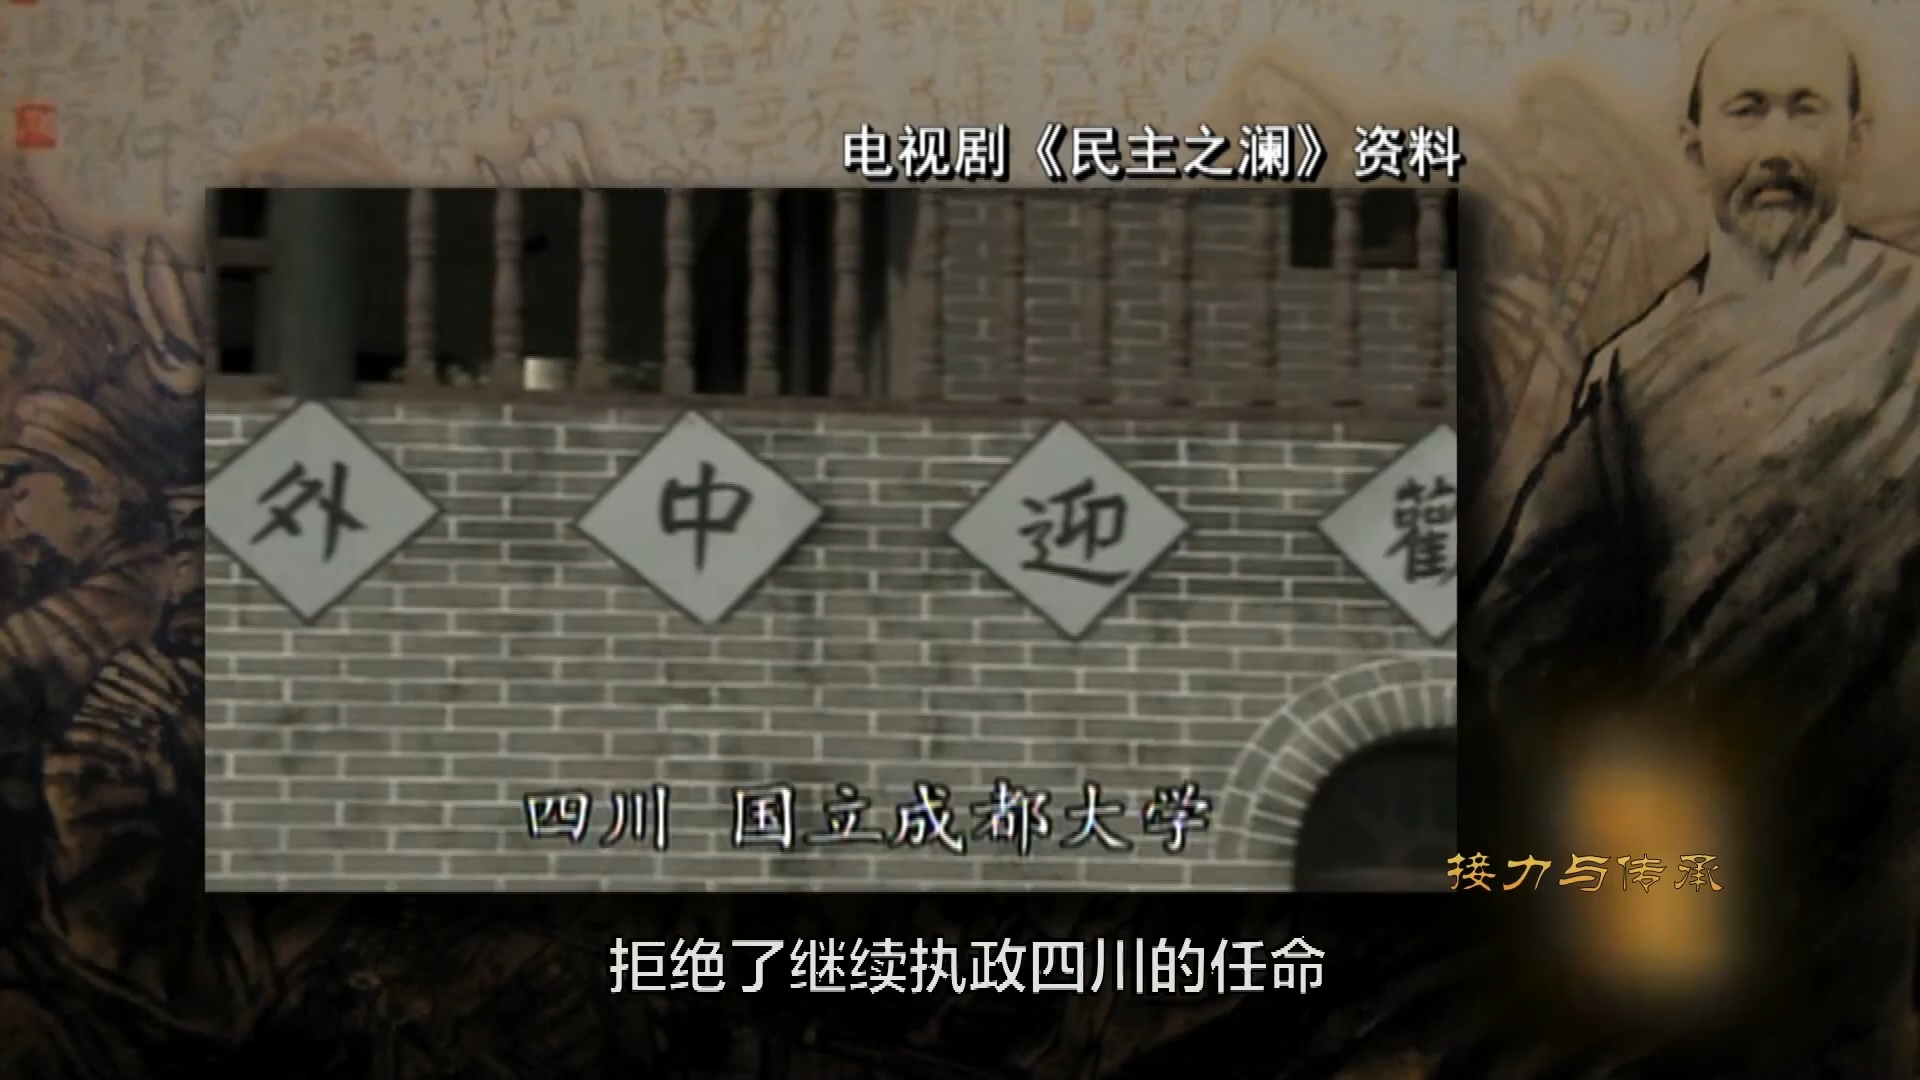 电视剧《民主之澜》资料
外 中 迎 歡
四川 国立成都大学
接力与传承
拒绝了继续执政四川的任命